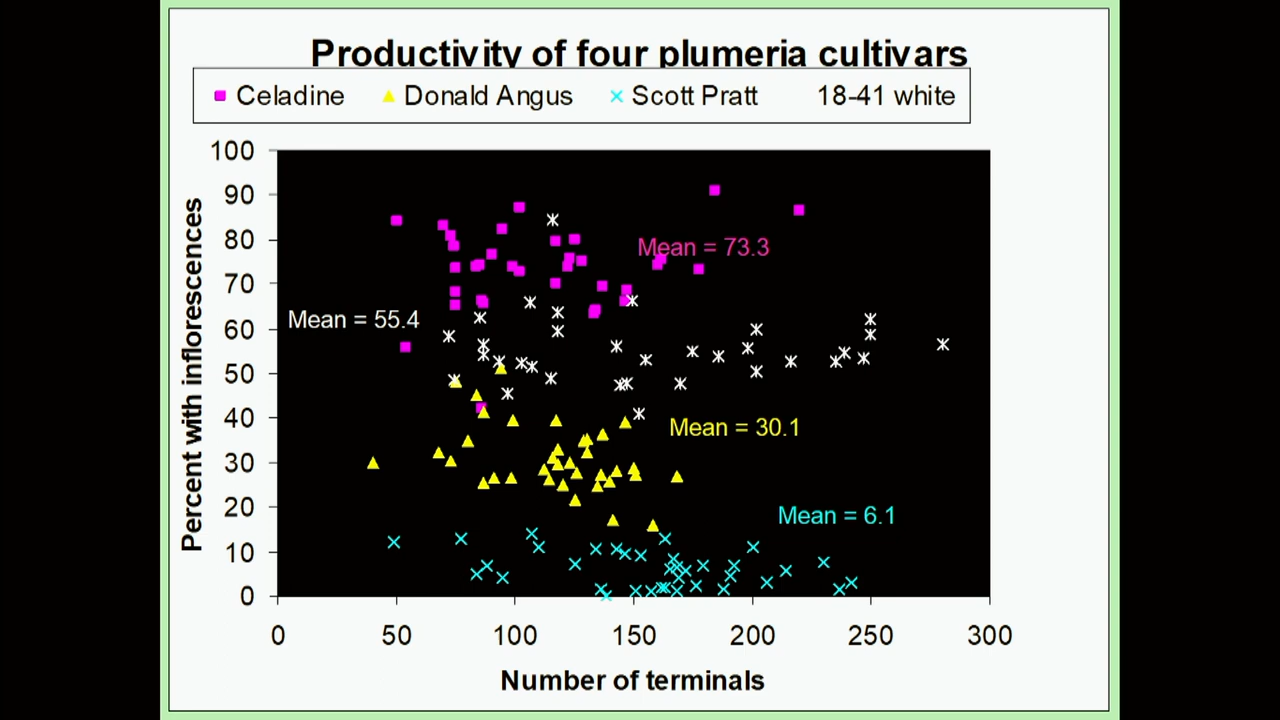 Productivity of four plumeria cultivars
Celadine Donald Angus Scott Pratt 18-41 white
100
90
80
70
60
50
40
30
20
10
0
Percent with inflorescences
Mean = 73.3
Mean = 55.4
Mean = 30.1
Mean = 6.1
0 50 100 150 200 250 300
Number of terminals